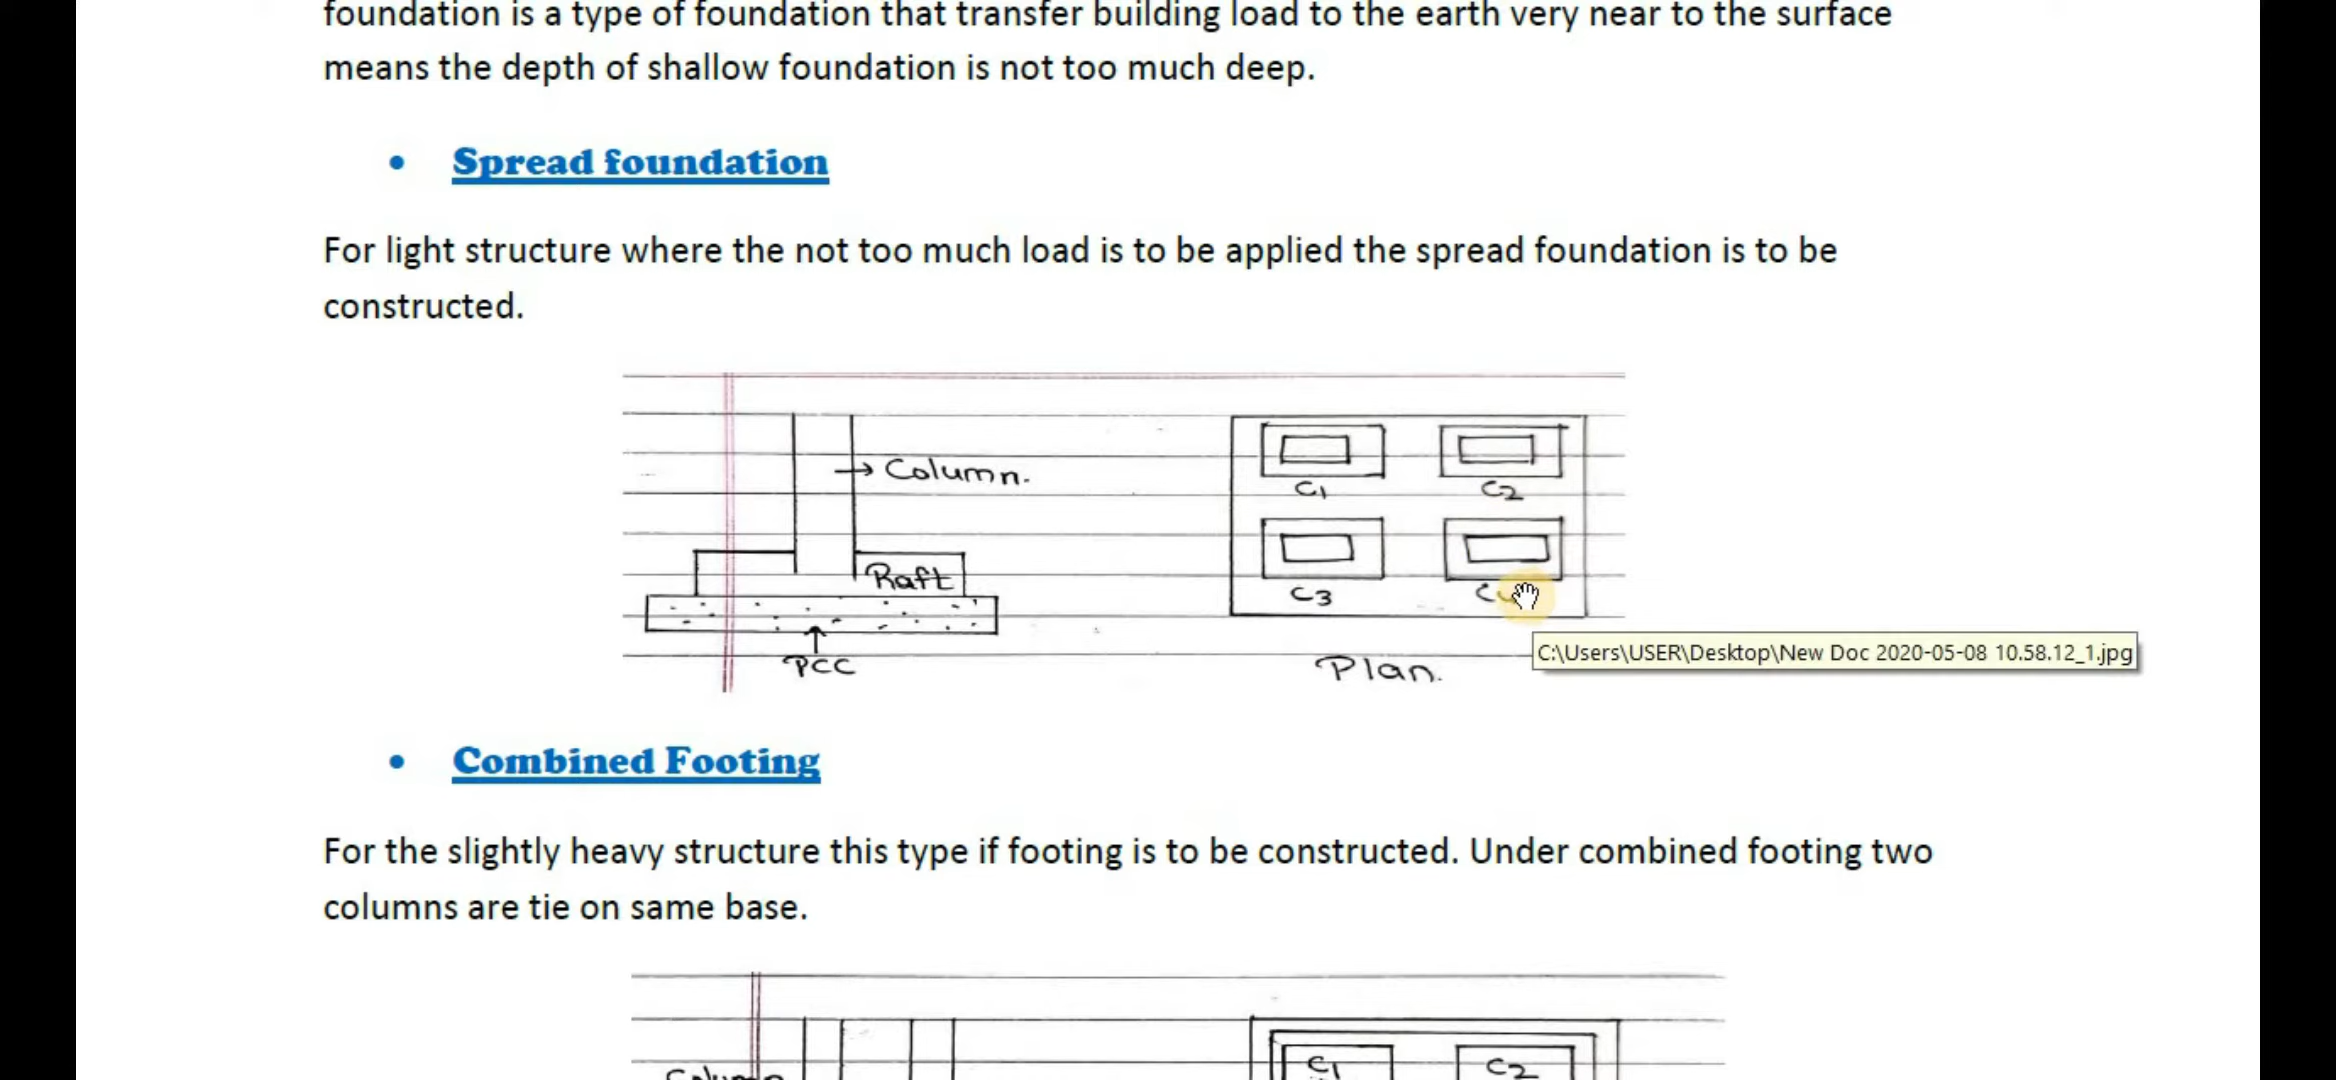 foundation is a type of foundation that transfer building load to the earth very near to the surface
means the depth of shallow foundation is not too much deep.
• Spread foundation
For light structure where the not too much load is to be applied the spread foundation is to be
constructed.
→ Column.
Raft
PCC
C1
C2
C3
Plan.
C:\Users\USER\Desktop\New Doc 2020-05-08 10.58.12_1.jpg
• Combined Footing
For the slightly heavy structure this type if footing is to be constructed. Under combined footing two
columns are tie on same base.
Column
C1
C2